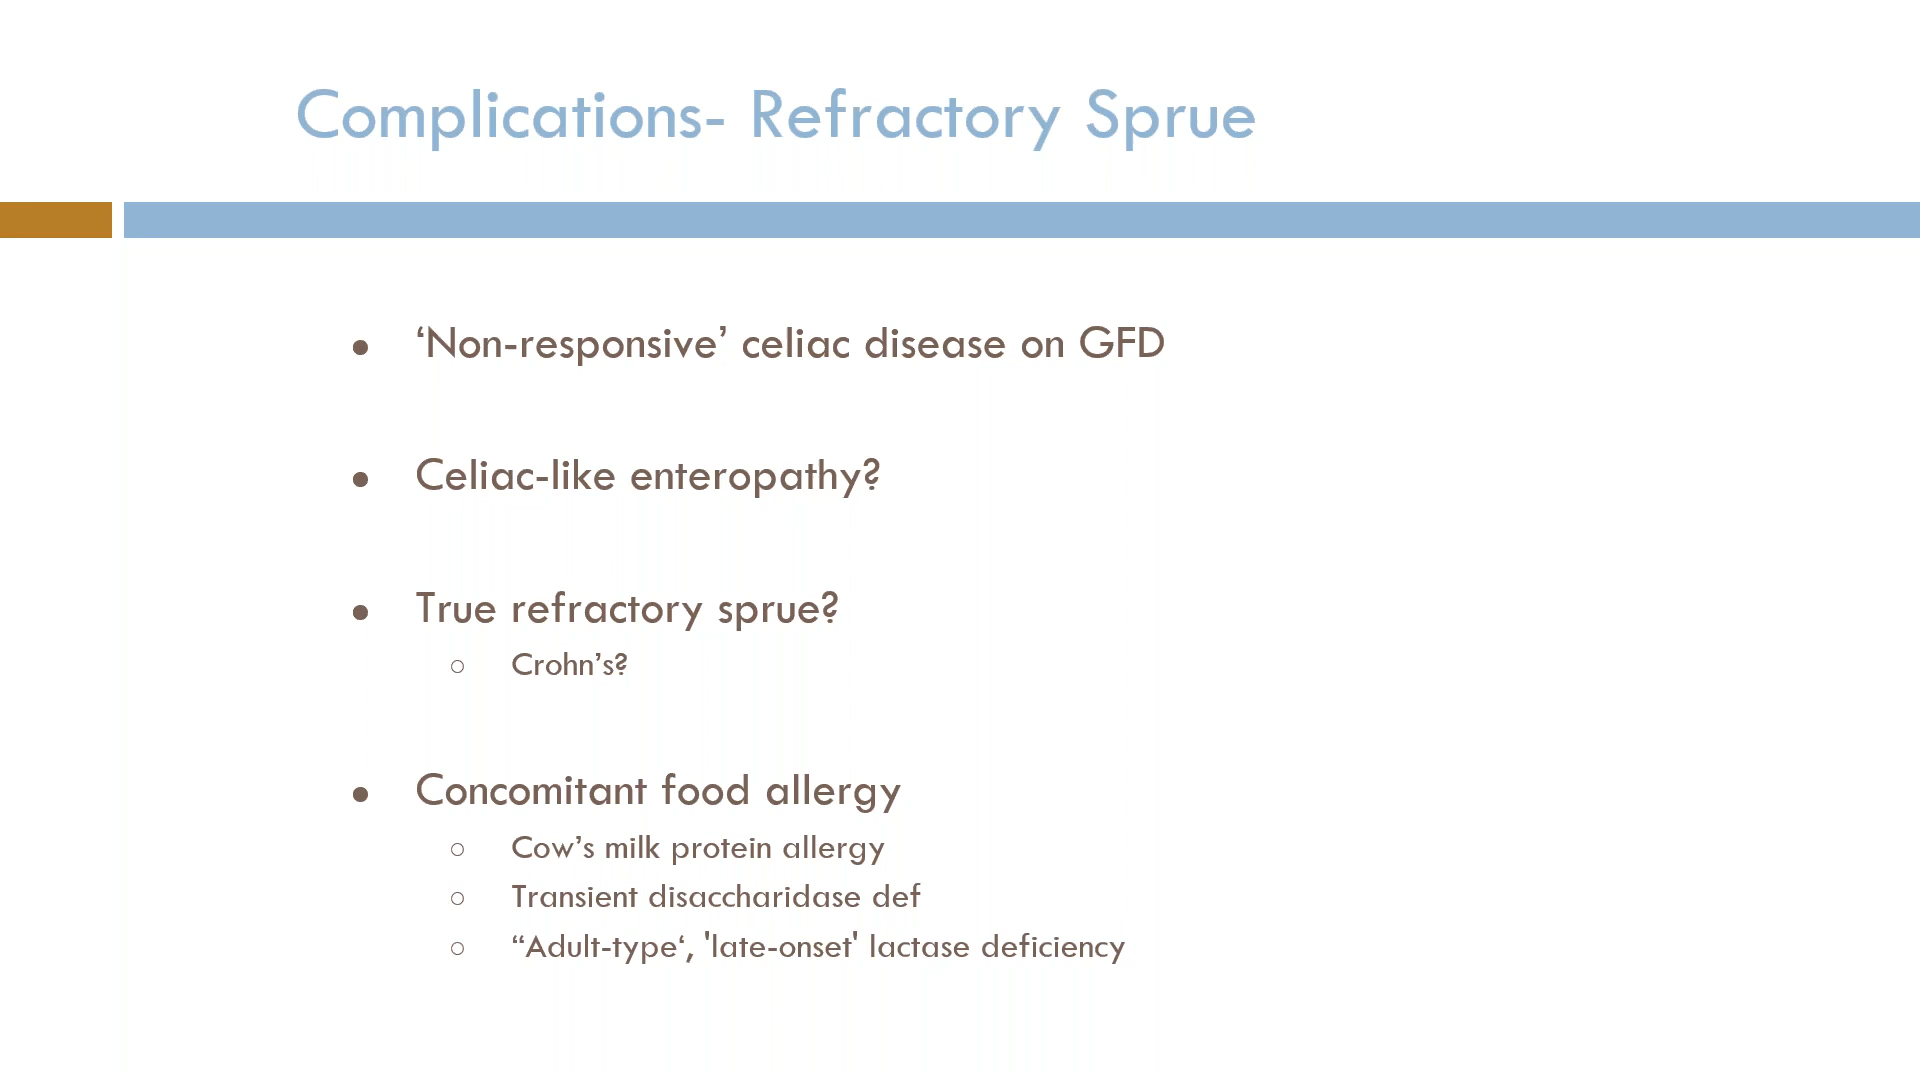 Complications- Refractory Sprue
● ‘Non-responsive’ celiac disease on GFD
● Celiac-like enteropathy?
● True refractory sprue?
○ Crohn’s?
● Concomitant food allergy
○ Cow’s milk protein allergy
○ Transient disaccharidase def
○ “Adult-type‘, 'late-onset' lactase deficiency